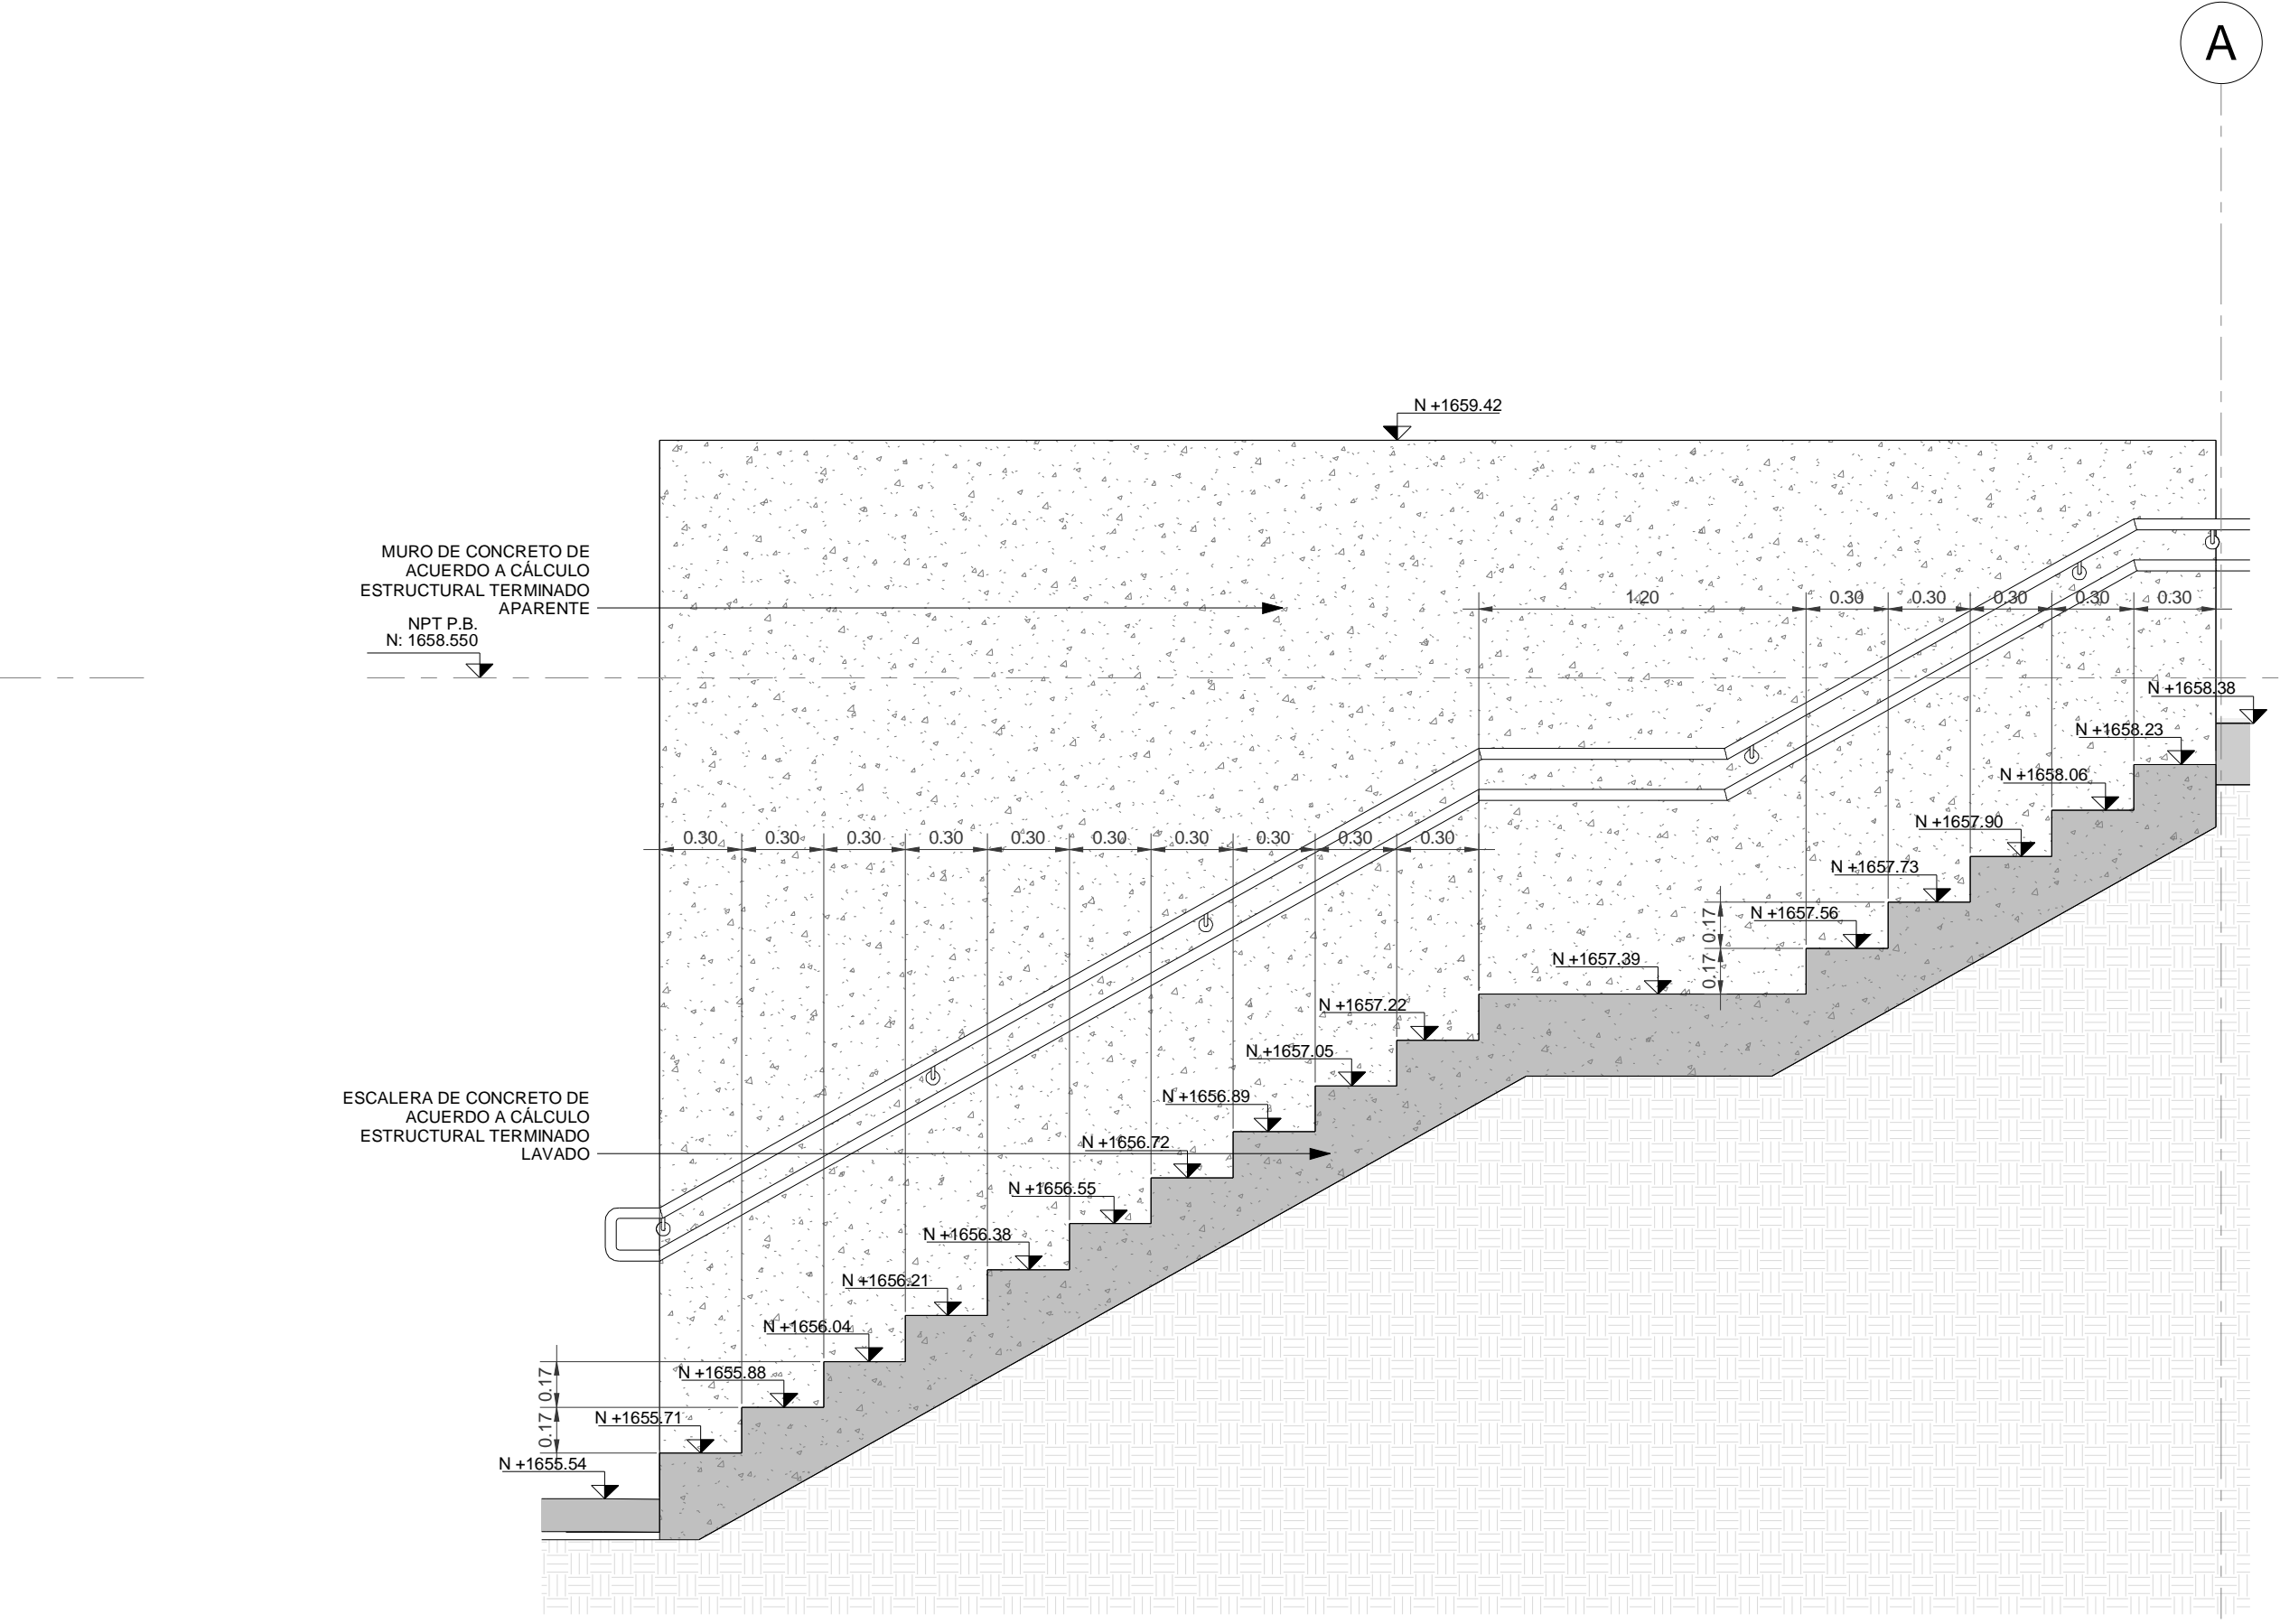 A
N +1659.42
MURO DE CONCRETO DE
ACUERDO A CÁLCULO
ESTRUCTURAL TERMINADO
APARENTE
NPT P.B.
N: 1658.550
1.20
0.30
0.30
0.30
0.30
0.30
N +1658.38
N +1658.23
N +1658.06
N +1657.90
N +1657.73
N +1657.56
N +1657.39
0.17
0.17
0.30
0.30
0.30
0.30
0.30
0.30
0.30
0.30
0.30
0.30
N +1657.22
N +1657.05
N +1656.89
N +1656.72
N +1656.55
N +1656.38
N +1656.21
N +1656.04
N +1655.88
N +1655.71
N +1655.54
ESCALERA DE CONCRETO DE
ACUERDO A CÁLCULO
ESTRUCTURAL TERMINADO
LAVADO
0.17
0.17